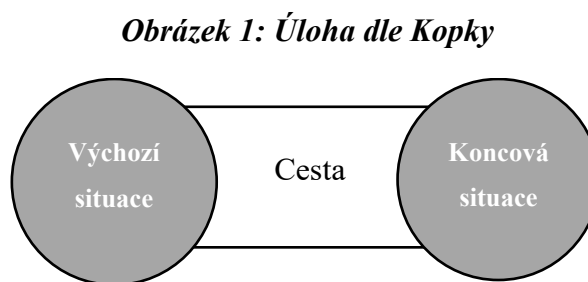 Obrázek 1: Úloha dle Kopky
Výchozí
situace
Cesta
Koncová
situace